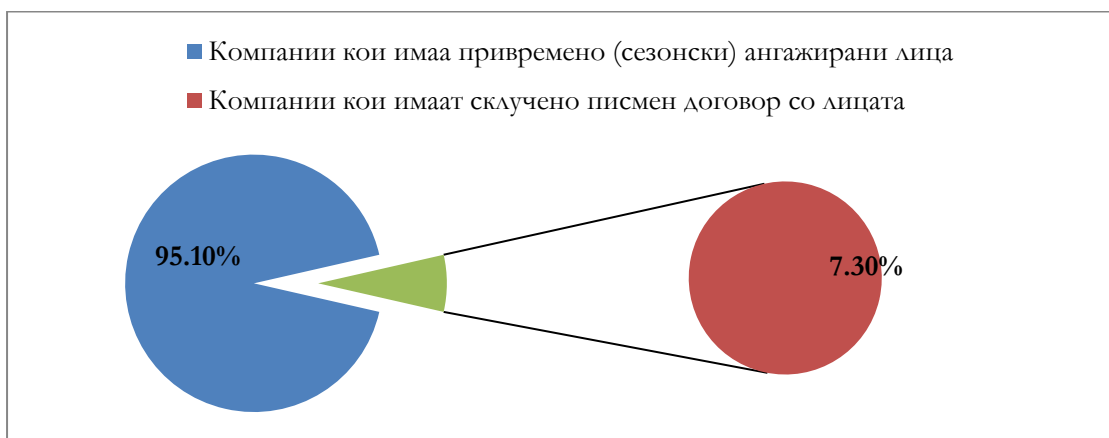 Компании кои имаа привремено (сезонски) ангажирани лица
Компании кои имаат склучено писмен договор со лицата
95.10%
7.30%